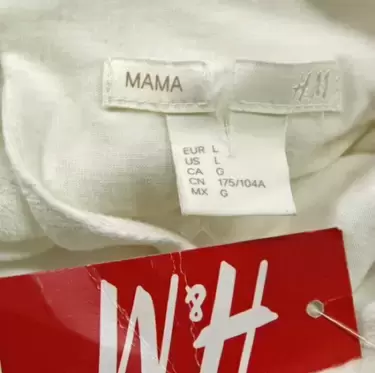 MAMA
H&M
EUR L
US L
CA G
CN 175/104A
MX G
H&M